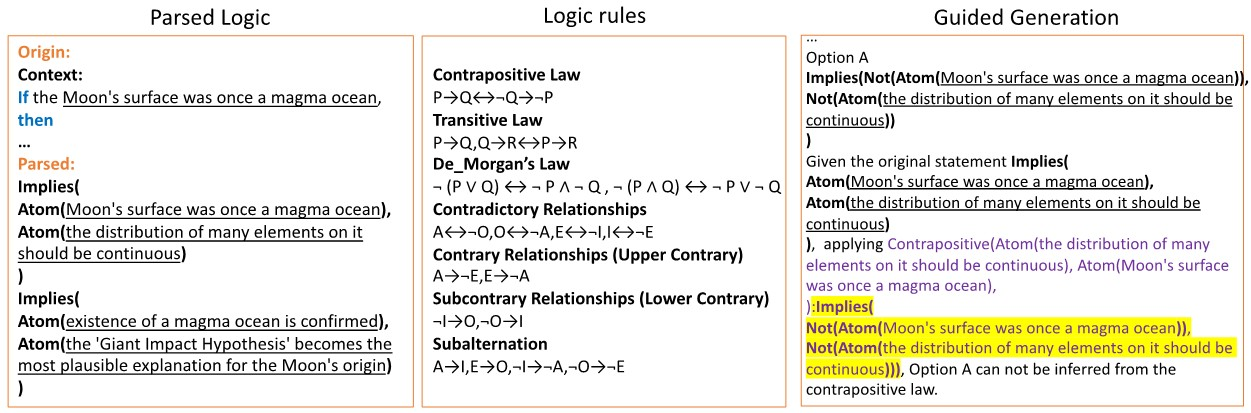 Parsed Logic
Origin:
Context:
If the Moon's surface was once a magma ocean,
then
...
Parsed:
Implies(
Atom(Moon's surface was once a magma ocean),
Atom(the distribution of many elements on it
should be continuous)
)
Implies(
Atom(existence of a magma ocean is confirmed),
Atom(the 'Giant Impact Hypothesis' becomes the
most plausible explanation for the Moon's origin)
)
Logic rules
Contrapositive Law
P→Q↔¬Q→¬P
Transitive Law
P→Q,Q→R↔P→R
De_Morgan's Law
¬ (P ∨ Q) ↔ ¬ P ∧ ¬ Q , ¬ (P ∧ Q) ↔ ¬ P ∨ ¬ Q
Contradictory Relationships
A↔¬O,O↔¬A,E↔¬I,I↔¬E
Contrary Relationships (Upper Contrary)
A→¬E,E→¬A
Subcontrary Relationships (Lower Contrary)
¬I→O,¬O→I
Subalternation
A→I,E→O,¬I→¬A,¬O→¬E
Guided Generation
...
Option A
Implies(Not(Atom(Moon's surface was once a magma ocean)),
Not(Atom(the distribution of many elements on it should be
continuous))
)
Given the original statement Implies(
Atom(Moon's surface was once a magma ocean),
Atom(the distribution of many elements on it should be
continuous)
), applying Contrapositive(Atom(the distribution of many
elements on it should be continuous), Atom(Moon's surface
was once a magma ocean),
):Implies(
Not(Atom(Moon's surface was once a magma ocean)),
Not(Atom(the distribution of many elements on it should be
continuous))), Option A can not be inferred from the
contrapositive law.